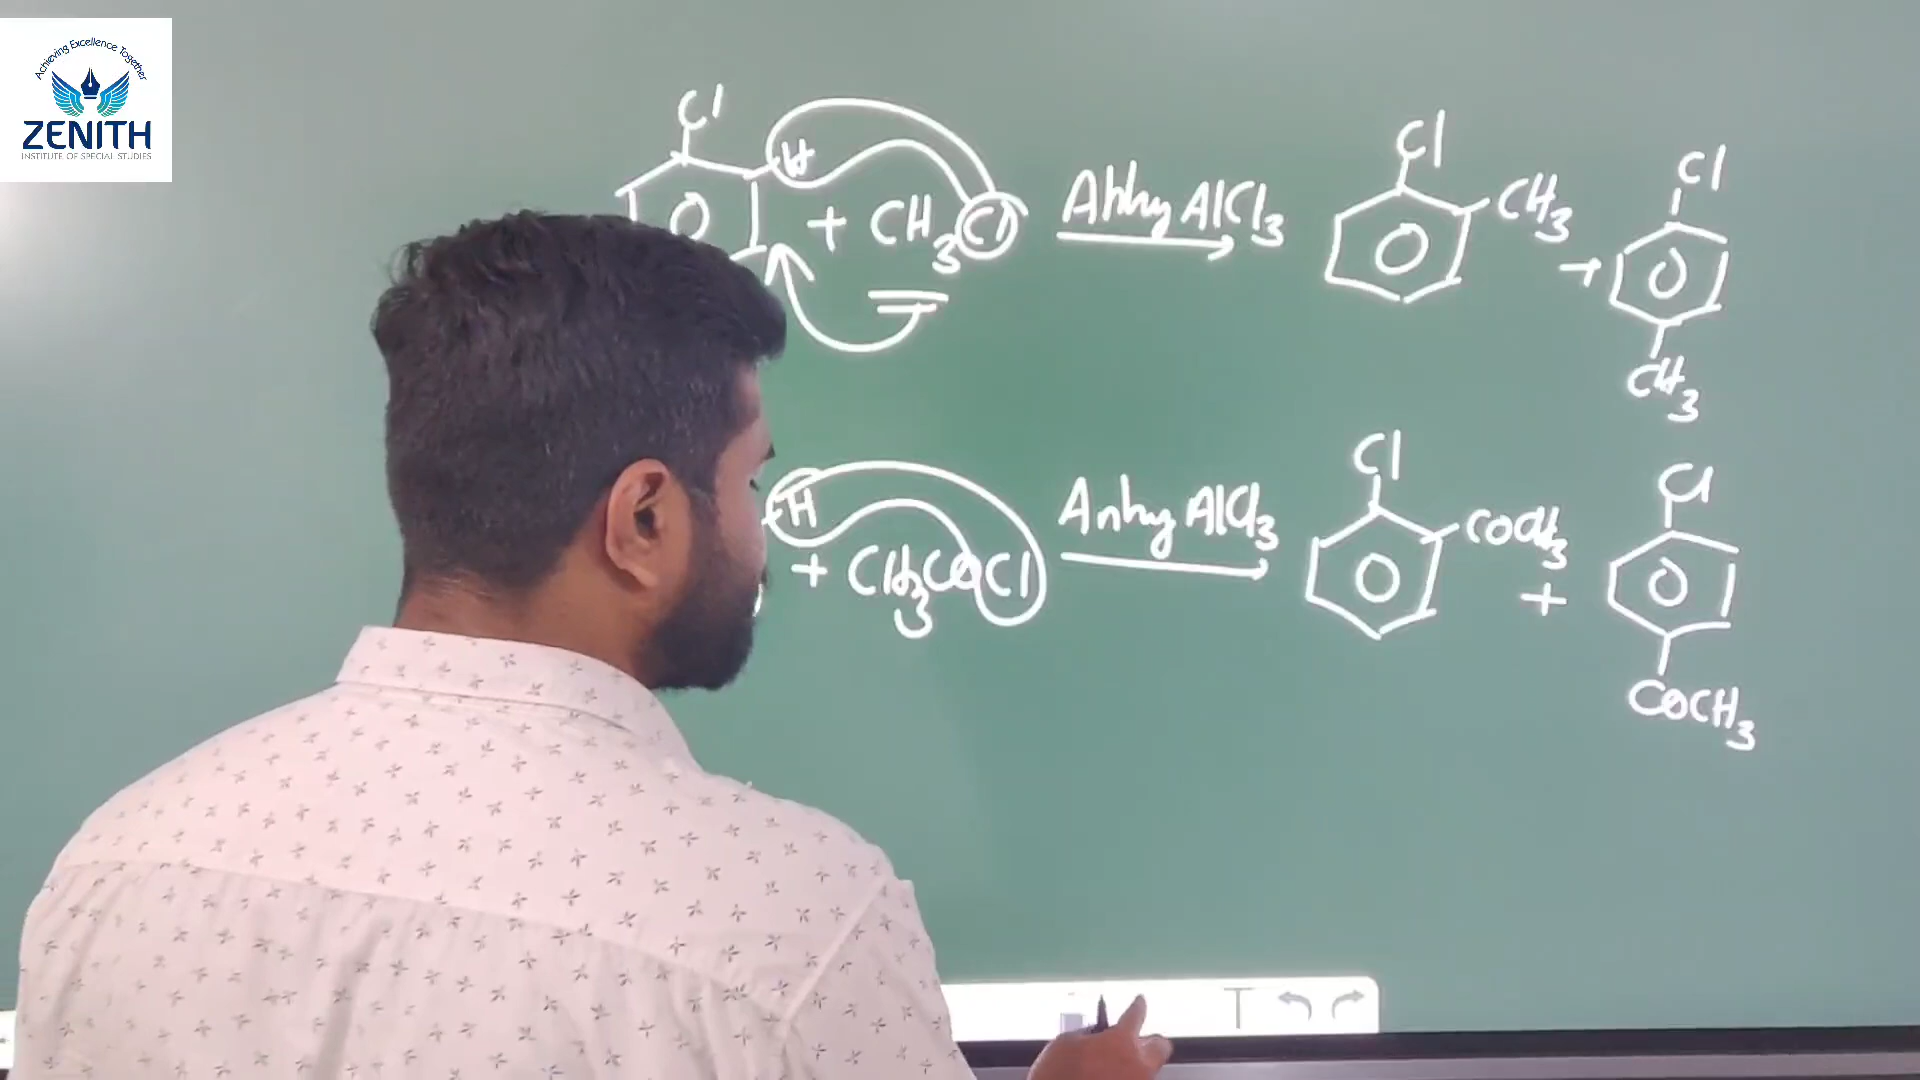 Achieving Excellence Together
ZENITH
INSTITUTE OF SPECIAL STUDIES
Cl
H
+ CH3Cl
Anhy AlCl3
Cl
CH3
+
Cl
CH3
H
+ CH3COCl
Anhy AlCl3
Cl
COCH3
+
Cl
COCH3